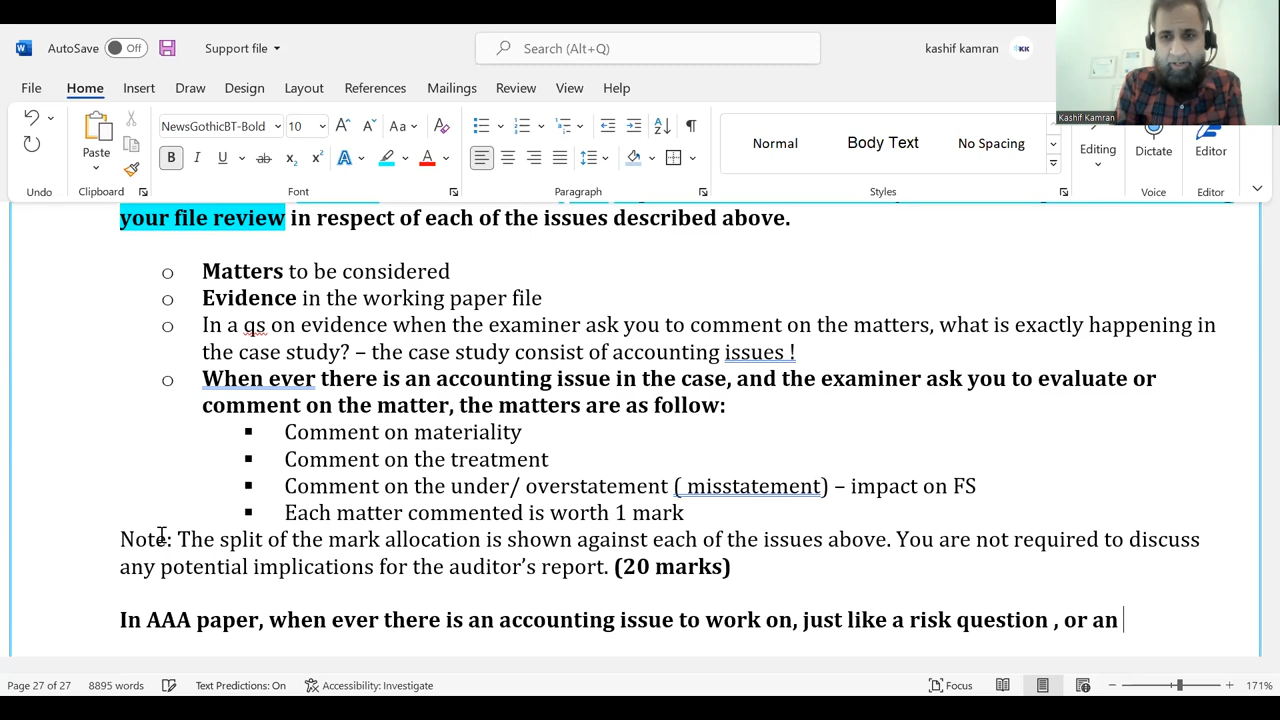 AutoSave Off Support file Search (Alt+Q) kashif kamran KK
File Home Insert Draw Design Layout References Mailings Review View Help
NewsGothicBT-Bold 10 Normal Body Text No Spacing
Paste Editing Dictate Editor
Undo Clipboard Font Paragraph Styles Voice Editor
Kashif Kamran
your file review in respect of each of the issues described above.
Matters to be considered
Evidence in the working paper file
In a qs on evidence when the examiner ask you to comment on the matters, what is exactly happening in
the case study? – the case study consist of accounting issues !
When ever there is an accounting issue in the case, and the examiner ask you to evaluate or
comment on the matter, the matters are as follow:
Comment on materiality
Comment on the treatment
Comment on the under/ overstatement ( misstatement) – impact on FS
Each matter commented is worth 1 mark
Note: The split of the mark allocation is shown against each of the issues above. You are not required to discuss
any potential implications for the auditor’s report. (20 marks)
In AAA paper, when ever there is an accounting issue to work on, just like a risk question , or an
Page 27 of 27 8895 words Text Predictions: On Accessibility: Investigate Focus 171%